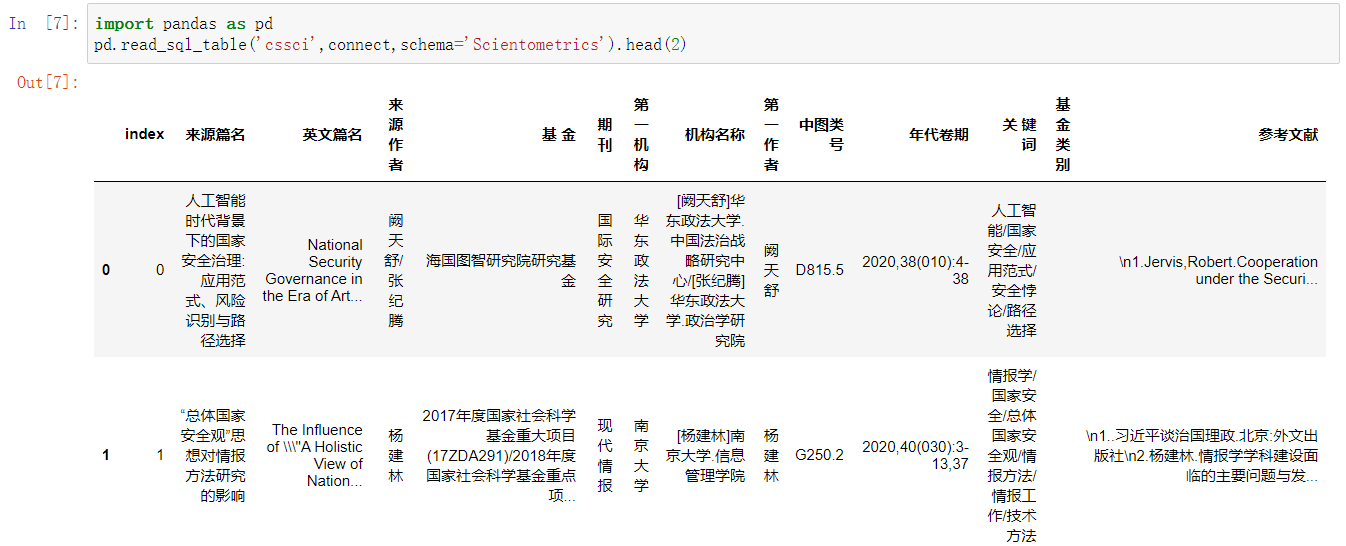 In [7]:
import pandas as pd
pd.read_sql_table('cssci',connect,schema='Scientometrics').head(2)
Out[7]:
index
来源篇名
英文篇名
来
源
作
者
基 金
期
刊
第
一
机
构
机构名称
第
一
作
者
中图类
号
年代卷期
关 键
词
基
金
类
别
参考文献
0
0
人工智能
时代背景
下的国家
安全治理:
应用范
式、风险
识别与路
径选择
National
Security
Governance in
the Era of Art...
阙
天
舒/
张
纪
腾
海国图智研究院研究基
金
国
际
安
全
研
究
华
东
政
法
大
学
[阙天舒]华
东政法大学.
中国法治战
略研究中
心/[张纪腾]
华东政法大
学.政治学研
究院
阙
天
舒
D815.5
2020,38(010):4-
38
人工智
能/国家
安全/应
用范式/
安全悖
论/路径
选择
\n1.Jervis,Robert.Cooperation
under the Securi...
1
1
“总体国家
安全观”思
想对情报
方法研究
的影响
The Influence
of \\\"A Holistic
View of
Nation...
杨
建
林
2017年度国家社会科学
基金重大项目
(17ZDA291)/2018年度
国家社会科学基金重点
项...
现
代
情
报
南
京
大
学
[杨建林]南
京大学.信息
管理学院
杨
建
林
G250.2
2020,40(030):3-
13,37
情报学/
国家安
全/总体
国家安
全观/情
报方法/
情报工
作/技术
方法
\n1..习近平谈治国理政.北京:外文出
版社\n2.杨建林.情报学学科建设面
临的主要问题与发...